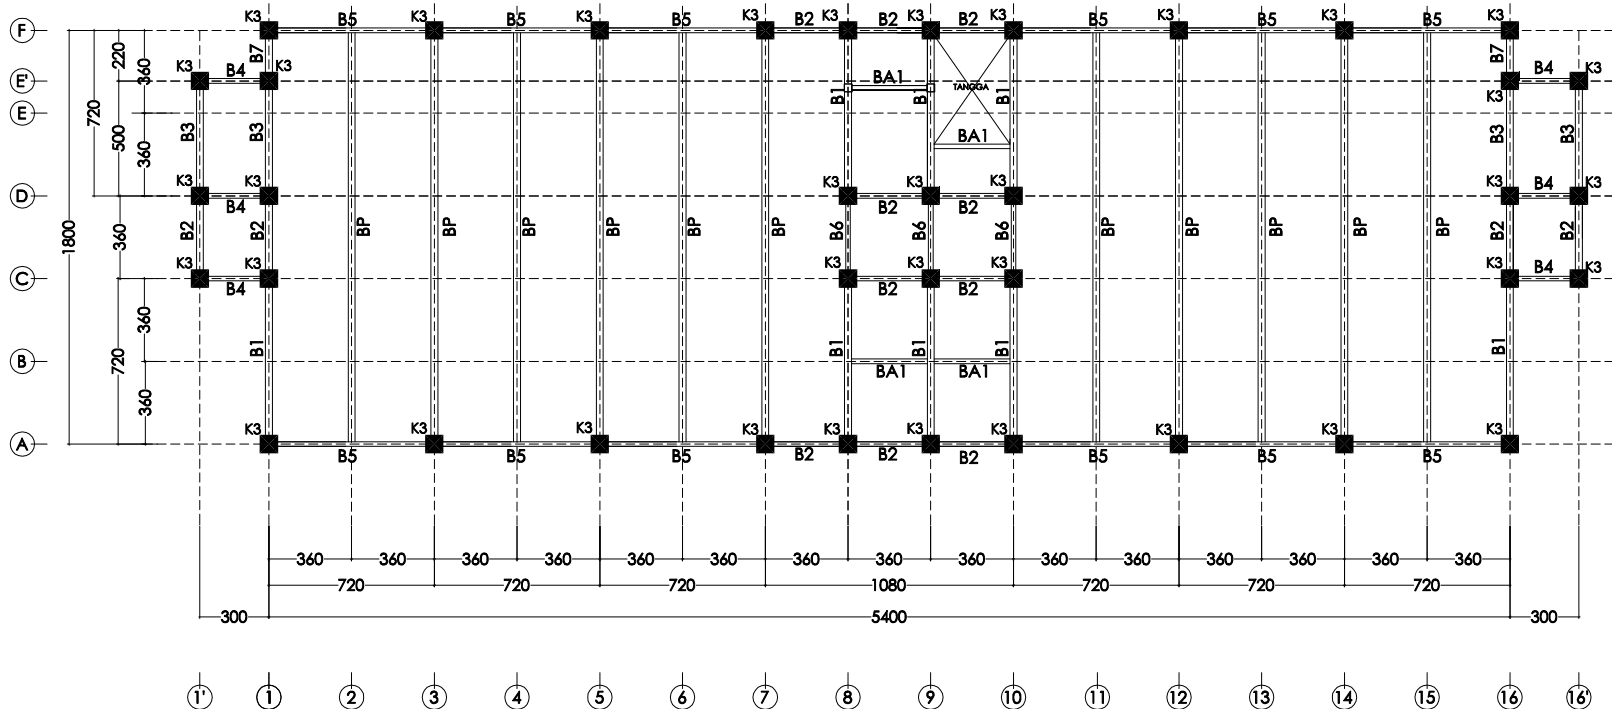 K3 B5 K3 B5 K3 B5 K3 B2 K3 B2 K3 B2 K3 B5 K3 B5 K3 B5 K3
F
220 360 B7 B7
K3 B4 K3 BA1 TANGGA B4 K3
E'
K3
B1 B1 B1
E
720 500 B3 B3 B3 B3
360 BA1
K3 K3 K3 K3 K3 K3 K3
D
B4 B2 B2 B4
1800 360 B2 B2 BP BP BP BP BP BP B6 B6 B6 BP BP BP BP BP B2 B2
K3 K3 K3 K3 K3 K3 K3
C
B4 B2 B2 B4
360 B1 B1 B1 B1
B
720 BA1 BA1
360
K3 K3 K3 K3 K3 K3 K3 K3 K3 K3
A
B5 B5 B5 B2 B2 B2 B5 B5 B5
360 360 360 360 360 360 360 360 360 360 360 360 360 360 360
720 720 720 1080 720 720 720
300 5400 300
1' 1 2 3 4 5 6 7 8 9 10 11 12 13 14 15 16 16'